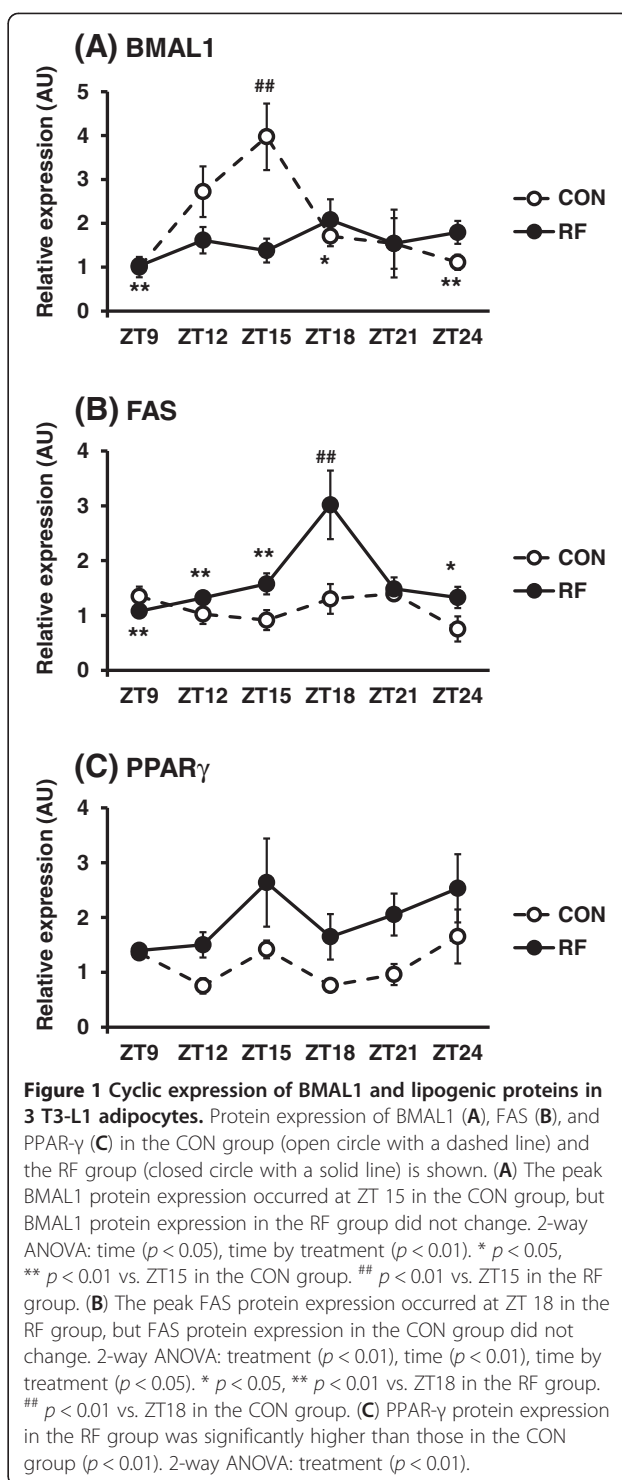 (A) BMAL1
Relative expression (AU)
5
4
3
2
1
0
##
**
*
**
CON
RF
ZT9 ZT12 ZT15 ZT18 ZT21 ZT24
(B) FAS
Relative expression (AU)
4
3
2
1
0
**
**
**
##
*
CON
RF
ZT9 ZT12 ZT15 ZT18 ZT21 ZT24
(C) PPARγ
Relative expression (AU)
4
3
2
1
0
CON
RF
ZT9 ZT12 ZT15 ZT18 ZT21 ZT24
Figure 1 Cyclic expression of BMAL1 and lipogenic proteins in
3 T3-L1 adipocytes. Protein expression of BMAL1 (A), FAS (B), and
PPAR-γ (C) in the CON group (open circle with a dashed line) and
the RF group (closed circle with a solid line) is shown. (A) The peak
BMAL1 protein expression occurred at ZT 15 in the CON group, but
BMAL1 protein expression in the RF group did not change. 2-way
ANOVA: time (p < 0.05), time by treatment (p < 0.01). * p < 0.05,
** p < 0.01 vs. ZT15 in the CON group. ## p < 0.01 vs. ZT15 in the RF
group. (B) The peak FAS protein expression occurred at ZT 18 in the
RF group, but FAS protein expression in the CON group did not
change. 2-way ANOVA: treatment (p < 0.01), time (p < 0.01), time by
treatment (p < 0.05). * p < 0.05, ** p < 0.01 vs. ZT18 in the RF group.
## p < 0.01 vs. ZT18 in the CON group. (C) PPAR-γ protein expression
in the RF group was significantly higher than those in the CON
group (p < 0.01). 2-way ANOVA: treatment (p < 0.01).